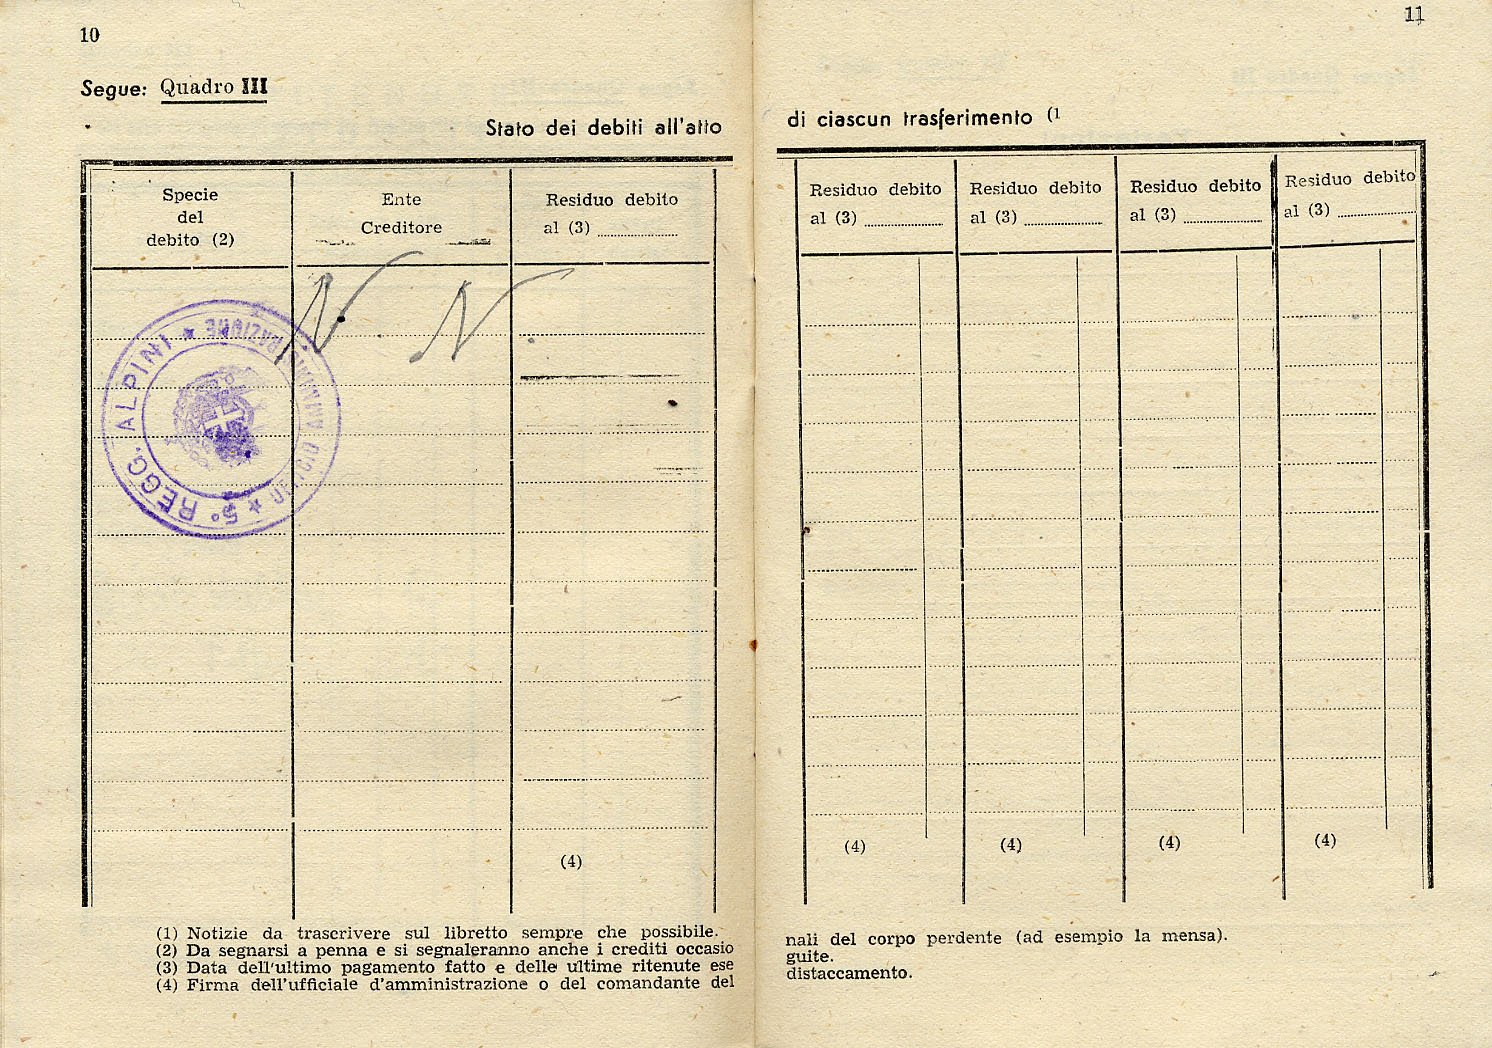 10
Segue: Quadro III
Stato dei debiti all'atto
Specie
del
debito (2)
Ente
Creditore
Residuo debito
al (3)
N N
5° REGG. ALPINI ★ UFFICIO AMMINISTRAZIONE ★
(4)
(1) Notizie da trascrivere sul libretto sempre che possibile.
(2) Da segnarsi a penna e si segnaleranno anche i crediti occasio
(3) Data dell'ultimo pagamento fatto e delle ultime ritenute ese
(4) Firma dell'ufficiale d'amministrazione o del comandante del
11
di ciascun trasferimento (1
Residuo debito
al (3)
Residuo debito
al (3)
Residuo debito
al (3)
Residuo debito
al (3)
(4)
(4)
(4)
(4)
nali del corpo perdente (ad esempio la mensa).
guite.
distaccamento.